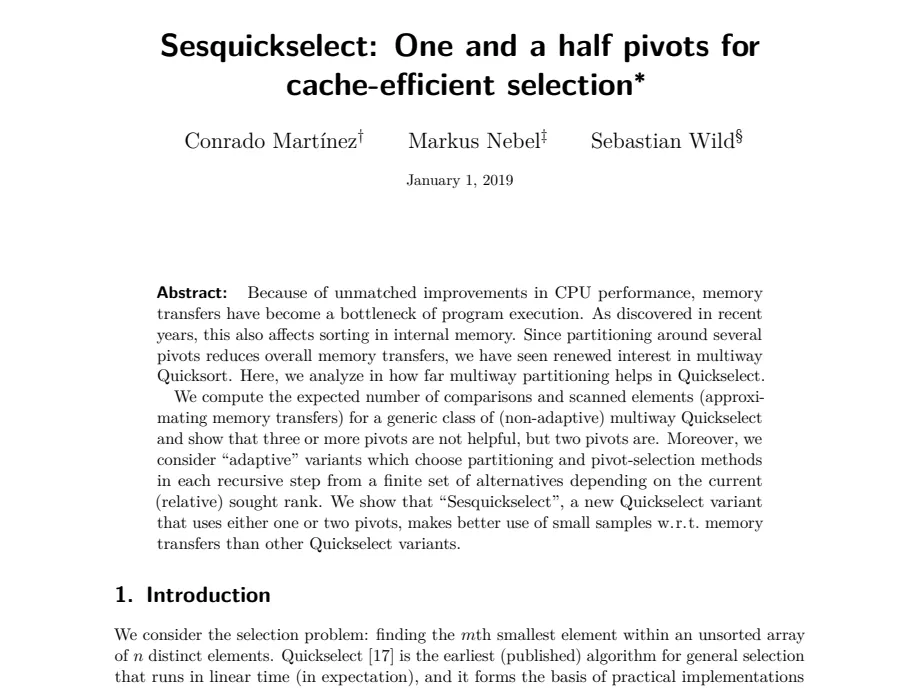 Sesquickselect: One and a half pivots for
cache-efficient selection*
Conrado Martínez† Markus Nebel‡ Sebastian Wild§
January 1, 2019
Abstract: Because of unmatched improvements in CPU performance, memory
transfers have become a bottleneck of program execution. As discovered in recent
years, this also affects sorting in internal memory. Since partitioning around several
pivots reduces overall memory transfers, we have seen renewed interest in multiway
Quicksort. Here, we analyze in how far multiway partitioning helps in Quickselect.
We compute the expected number of comparisons and scanned elements (approxi-
mating memory transfers) for a generic class of (non-adaptive) multiway Quickselect
and show that three or more pivots are not helpful, but two pivots are. Moreover, we
consider “adaptive” variants which choose partitioning and pivot-selection methods
in each recursive step from a finite set of alternatives depending on the current
(relative) sought rank. We show that “Sesquickselect”, a new Quickselect variant
that uses either one or two pivots, makes better use of small samples w.r.t. memory
transfers than other Quickselect variants.
1. Introduction
We consider the selection problem: finding the mth smallest element within an unsorted array
of n distinct elements. Quickselect [17] is the earliest (published) algorithm for general selection
that runs in linear time (in expectation), and it forms the basis of practical implementations